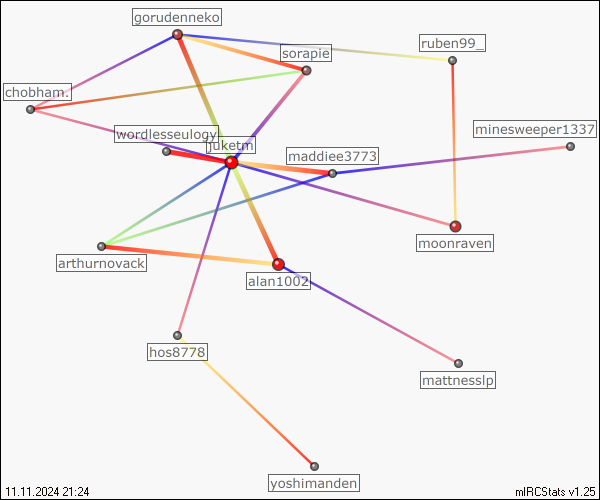 gorudenneko
ruben99_
sorapie
chobham.
minesweeper1337
wordlesseulogy
juketm
maddiee3773
moonraven
arthurnovack
alan1002
hos8778
mattnesslp
yoshimanden
11.11.2024 21:24
mIRCStats v1.25